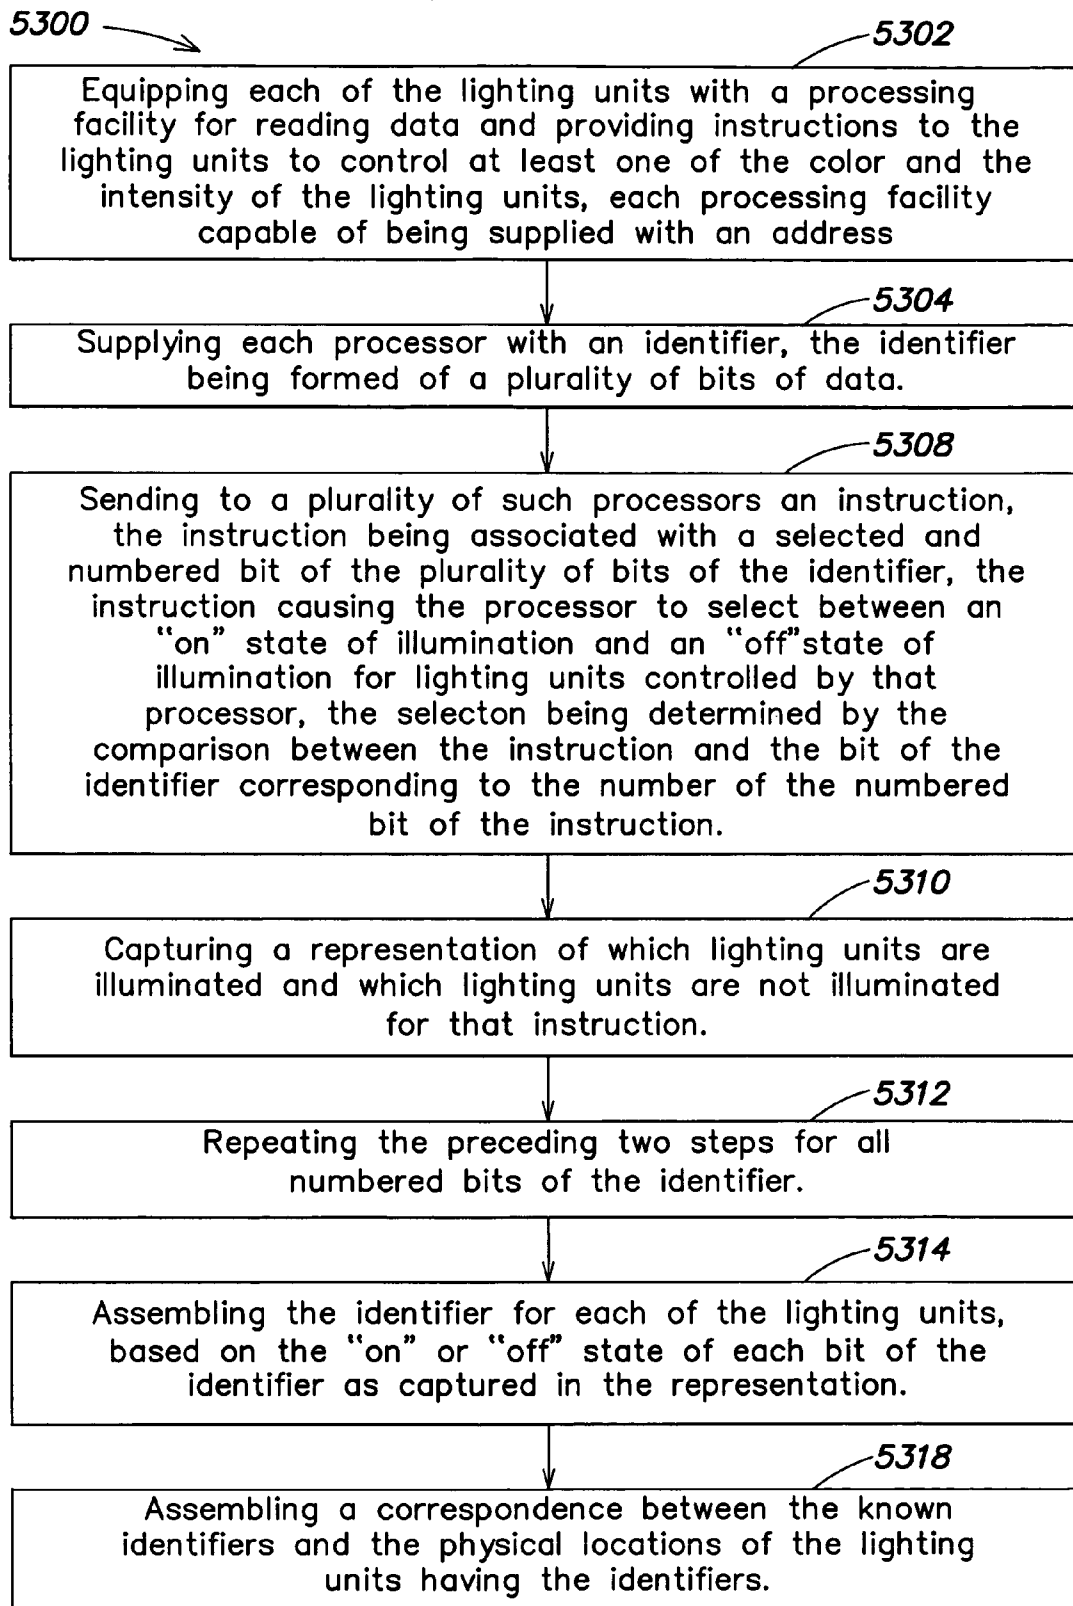 5300
5302
Equipping each of the lighting units with a processing
facility for reading data and providing instructions to the
lighting units to control at least one of the color and the
intensity of the lighting units, each processing facility
capable of being supplied with an address
5304
Supplying each processor with an identifier, the identifier
being formed of a plurality of bits of data.
5308
Sending to a plurality of such processors an instruction,
the instruction being associated with a selected and
numbered bit of the plurality of bits of the identifier, the
instruction causing the processor to select between an
“on” state of illumination and an “off”state of
illumination for lighting units controlled by that
processor, the selecton being determined by the
comparison between the instruction and the bit of the
identifier corresponding to the number of the numbered
bit of the instruction.
5310
Capturing a representation of which lighting units are
illuminated and which lighting units are not illuminated
for that instruction.
5312
Repeating the preceding two steps for all
numbered bits of the identifier.
5314
Assembling the identifier for each of the lighting units,
based on the “on” or “off” state of each bit of the
identifier as captured in the representation.
5318
Assembling a correspondence between the known
identifiers and the physical locations of the lighting
units having the identifiers.